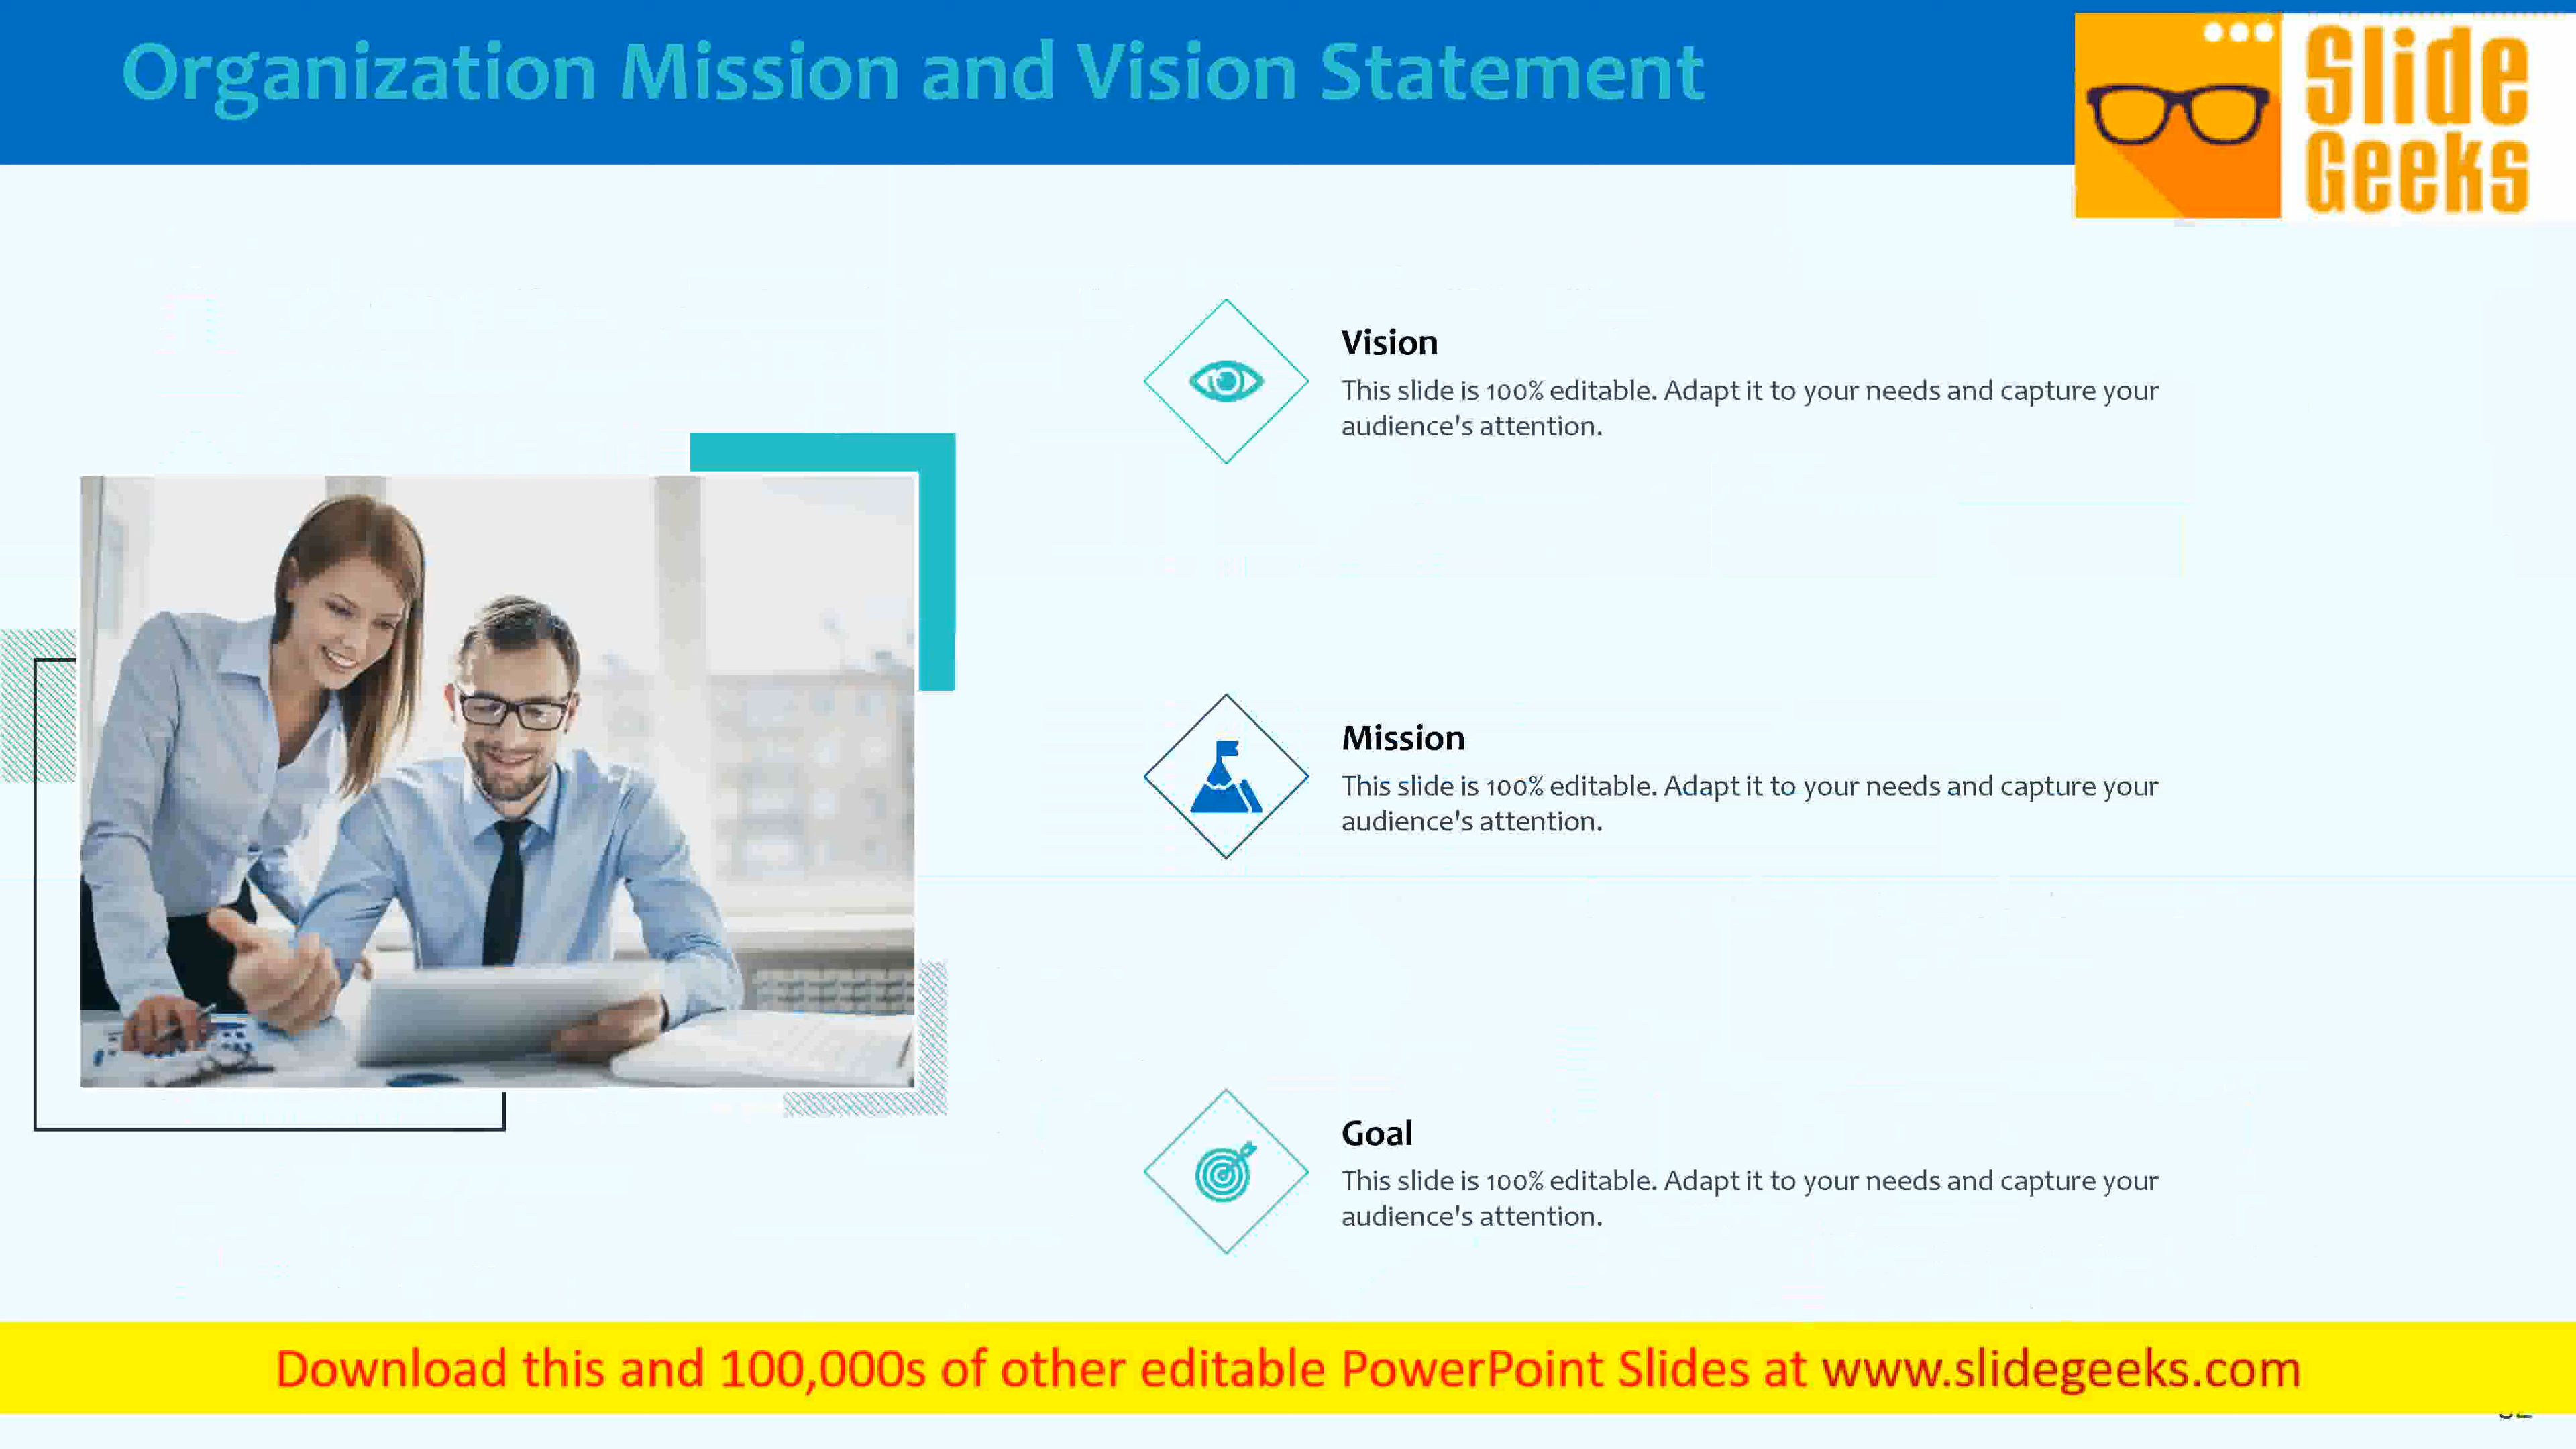 Organization Mission and Vision Statement
Slide
Geeks
Vision
This slide is 100% editable. Adapt it to your needs and capture your
audience's attention.
Mission
This slide is 100% editable. Adapt it to your needs and capture your
audience's attention.
Goal
This slide is 100% editable. Adapt it to your needs and capture your
audience's attention.
Download this and 100,000s of other editable PowerPoint Slides at www.slidegeeks.com